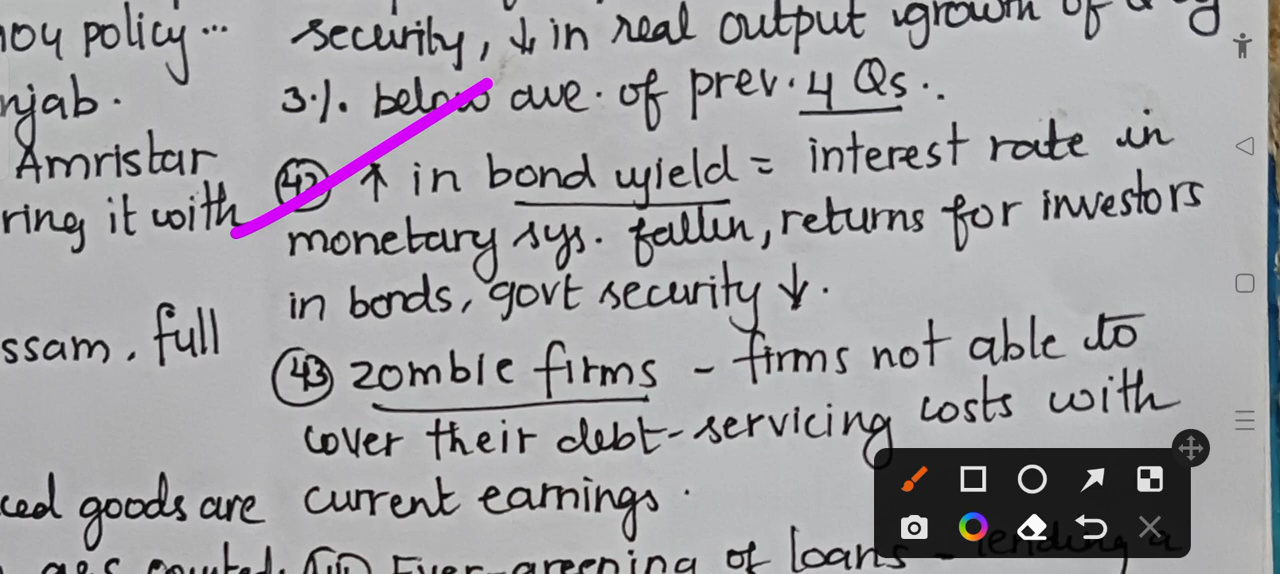 noy policy...
njab.
Amristar
ring it with
ssam, full
ced goods are
security, ↓ in real output growth of
3% below ave. of prev. 4 Qs..
42 ↑ in bond yield = interest rate in
monetary sys. fallen, returns for investors
in bonds, govt security ↓.
43 zombie firms - firms not able to
cover their debt-servicing costs with
current earnings.
Ever-greening of loans - lending a